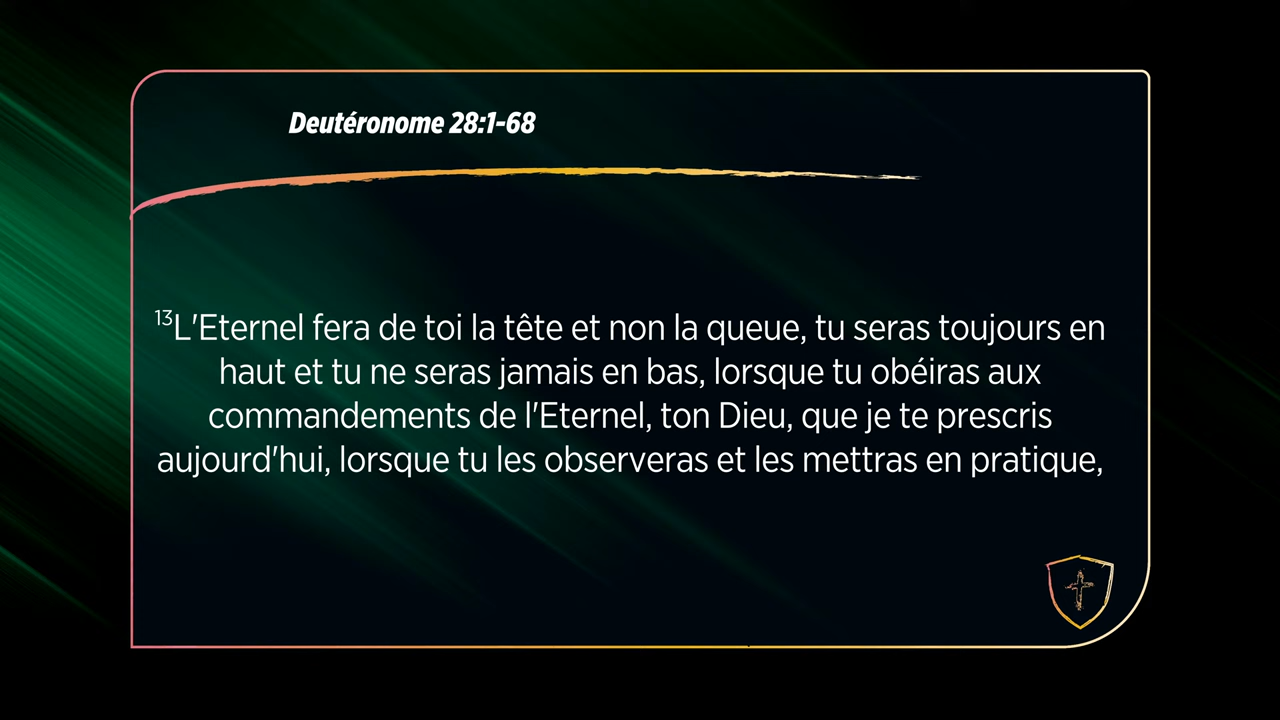 Deutéronome 28:1-68
13L'Eternel fera de toi la tête et non la queue, tu seras toujours en
haut et tu ne seras jamais en bas, lorsque tu obéiras aux
commandements de l'Eternel, ton Dieu, que je te prescris
aujourd'hui, lorsque tu les observeras et les mettras en pratique,